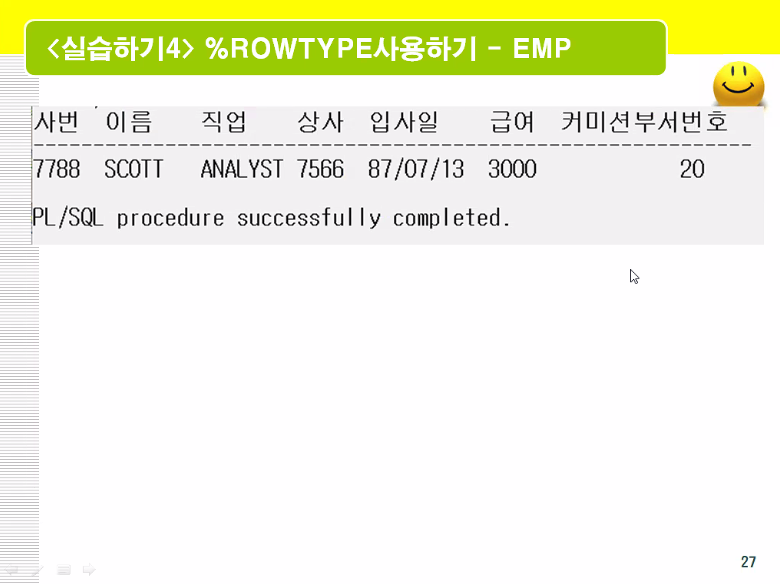 <실습하기4> %ROWTYPE사용하기 - EMP
사번 이름 직업 상사 입사일 급여 커미션부서번호
--------------------------------------------------------------
7788 SCOTT ANALYST 7566 87/07/13 3000 20
PL/SQL procedure successfully completed.
27